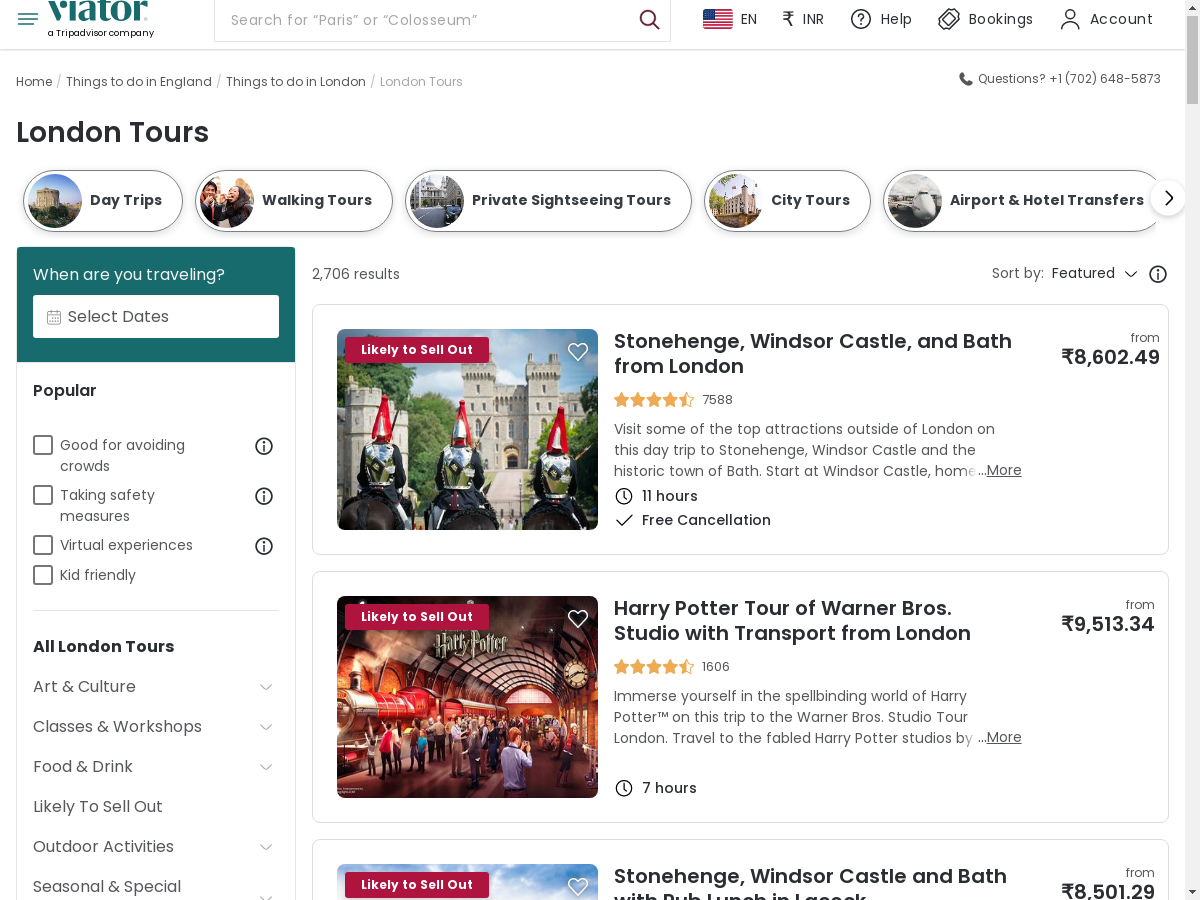 viator
a Tripadvisor company
Search for “Paris” or “Colosseum”
EN
₹ INR
Help
Bookings
Account
Home / Things to do in England / Things to do in London / London Tours
Questions? +1 (702) 648-5873
London Tours
Day Trips
Walking Tours
Private Sightseeing Tours
City Tours
Airport & Hotel Transfers
When are you traveling?
Select Dates
Popular
Good for avoiding
crowds
Taking safety
measures
Virtual experiences
Kid friendly
All London Tours
Art & Culture
Classes & Workshops
Food & Drink
Likely To Sell Out
Outdoor Activities
Seasonal & Special
2,706 results
Sort by: Featured
Likely to Sell Out
Stonehenge, Windsor Castle, and Bath
from London
7588
Visit some of the top attractions outside of London on
this day trip to Stonehenge, Windsor Castle and the
historic town of Bath. Start at Windsor Castle, home ...More
11 hours
Free Cancellation
from
₹8,602.49
Likely to Sell Out
Harry Potter
Harry Potter Tour of Warner Bros.
Studio with Transport from London
1606
Immerse yourself in the spellbinding world of Harry
Potter™ on this trip to the Warner Bros. Studio Tour
London. Travel to the fabled Harry Potter studios by ...More
7 hours
from
₹9,513.34
Likely to Sell Out
Stonehenge, Windsor Castle and Bath
with Pub Lunch in Lacock
from
₹8,501.29